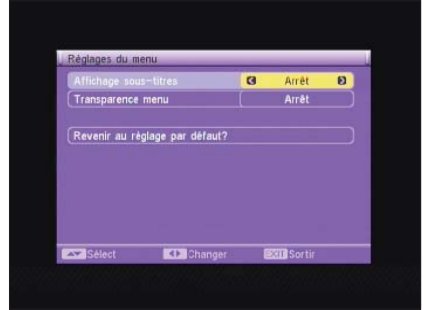 Réglages du menu
Affichage sous-titres Arrêt
Transparence menu Arrêt
Revenir au réglage par défaut?
Sélect Changer EXIT Sortir